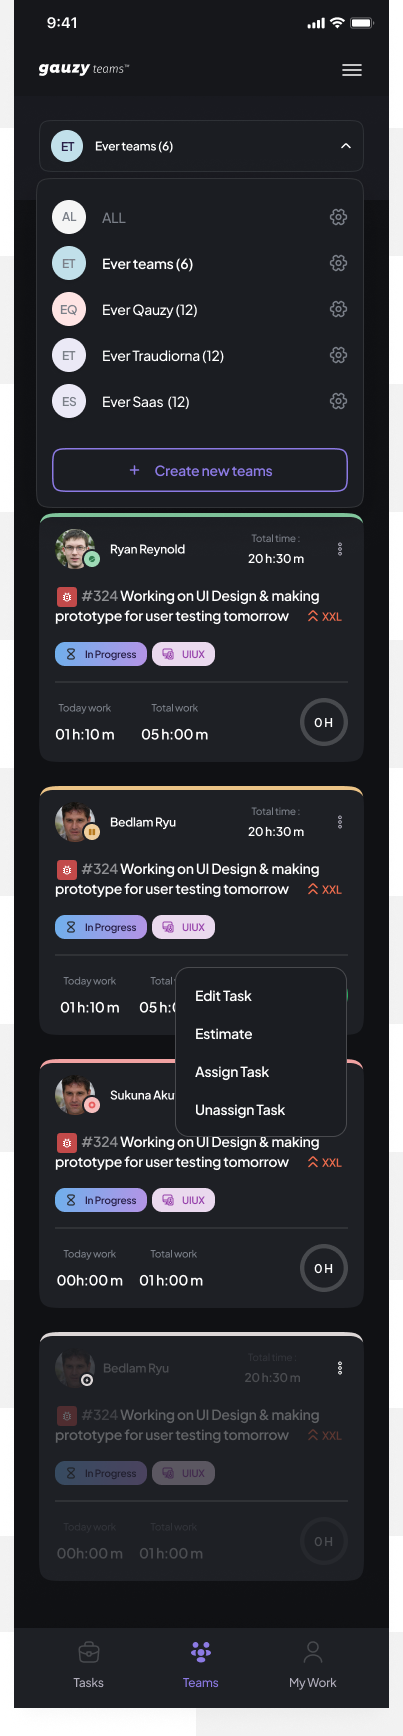 9:41
gauzy teams™
ET Ever teams (6)
AL ALL
ET Ever teams (6)
EQ Ever Qauzy (12)
ET Ever Traudiorna (12)
ES Ever Saas (12)
+ Create new teams
Ryan Reynold
Total time :
20 h:30 m
#324 Working on UI Design & making
prototype for user testing tomorrow XXL
In Progress UIUX
Today work Total work
01 h:10 m 05 h:00 m
0 H
Bedlam Ryu
Total time :
20 h:30 m
#324 Working on UI Design & making
prototype for user testing tomorrow XXL
In Progress UIUX
Today work Total
01 h:10 m 05 h:
Edit Task
Estimate
Assign Task
Unassign Task
Sukuna Aku
#324 Working on UI Design & making
prototype for user testing tomorrow XXL
In Progress UIUX
Today work Total work
00h:00 m 01 h:00 m
0 H
Bedlam Ryu
Total time :
20 h:30 m
#324 Working on UI Design & making
prototype for user testing tomorrow XXL
In Progress UIUX
Today work Total work
00h:00 m 01 h:00 m
0 H
Tasks Teams My Work